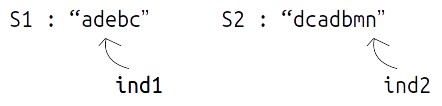 S1 : “adebc” S2 : “dcadbmn”
ind1 ind2